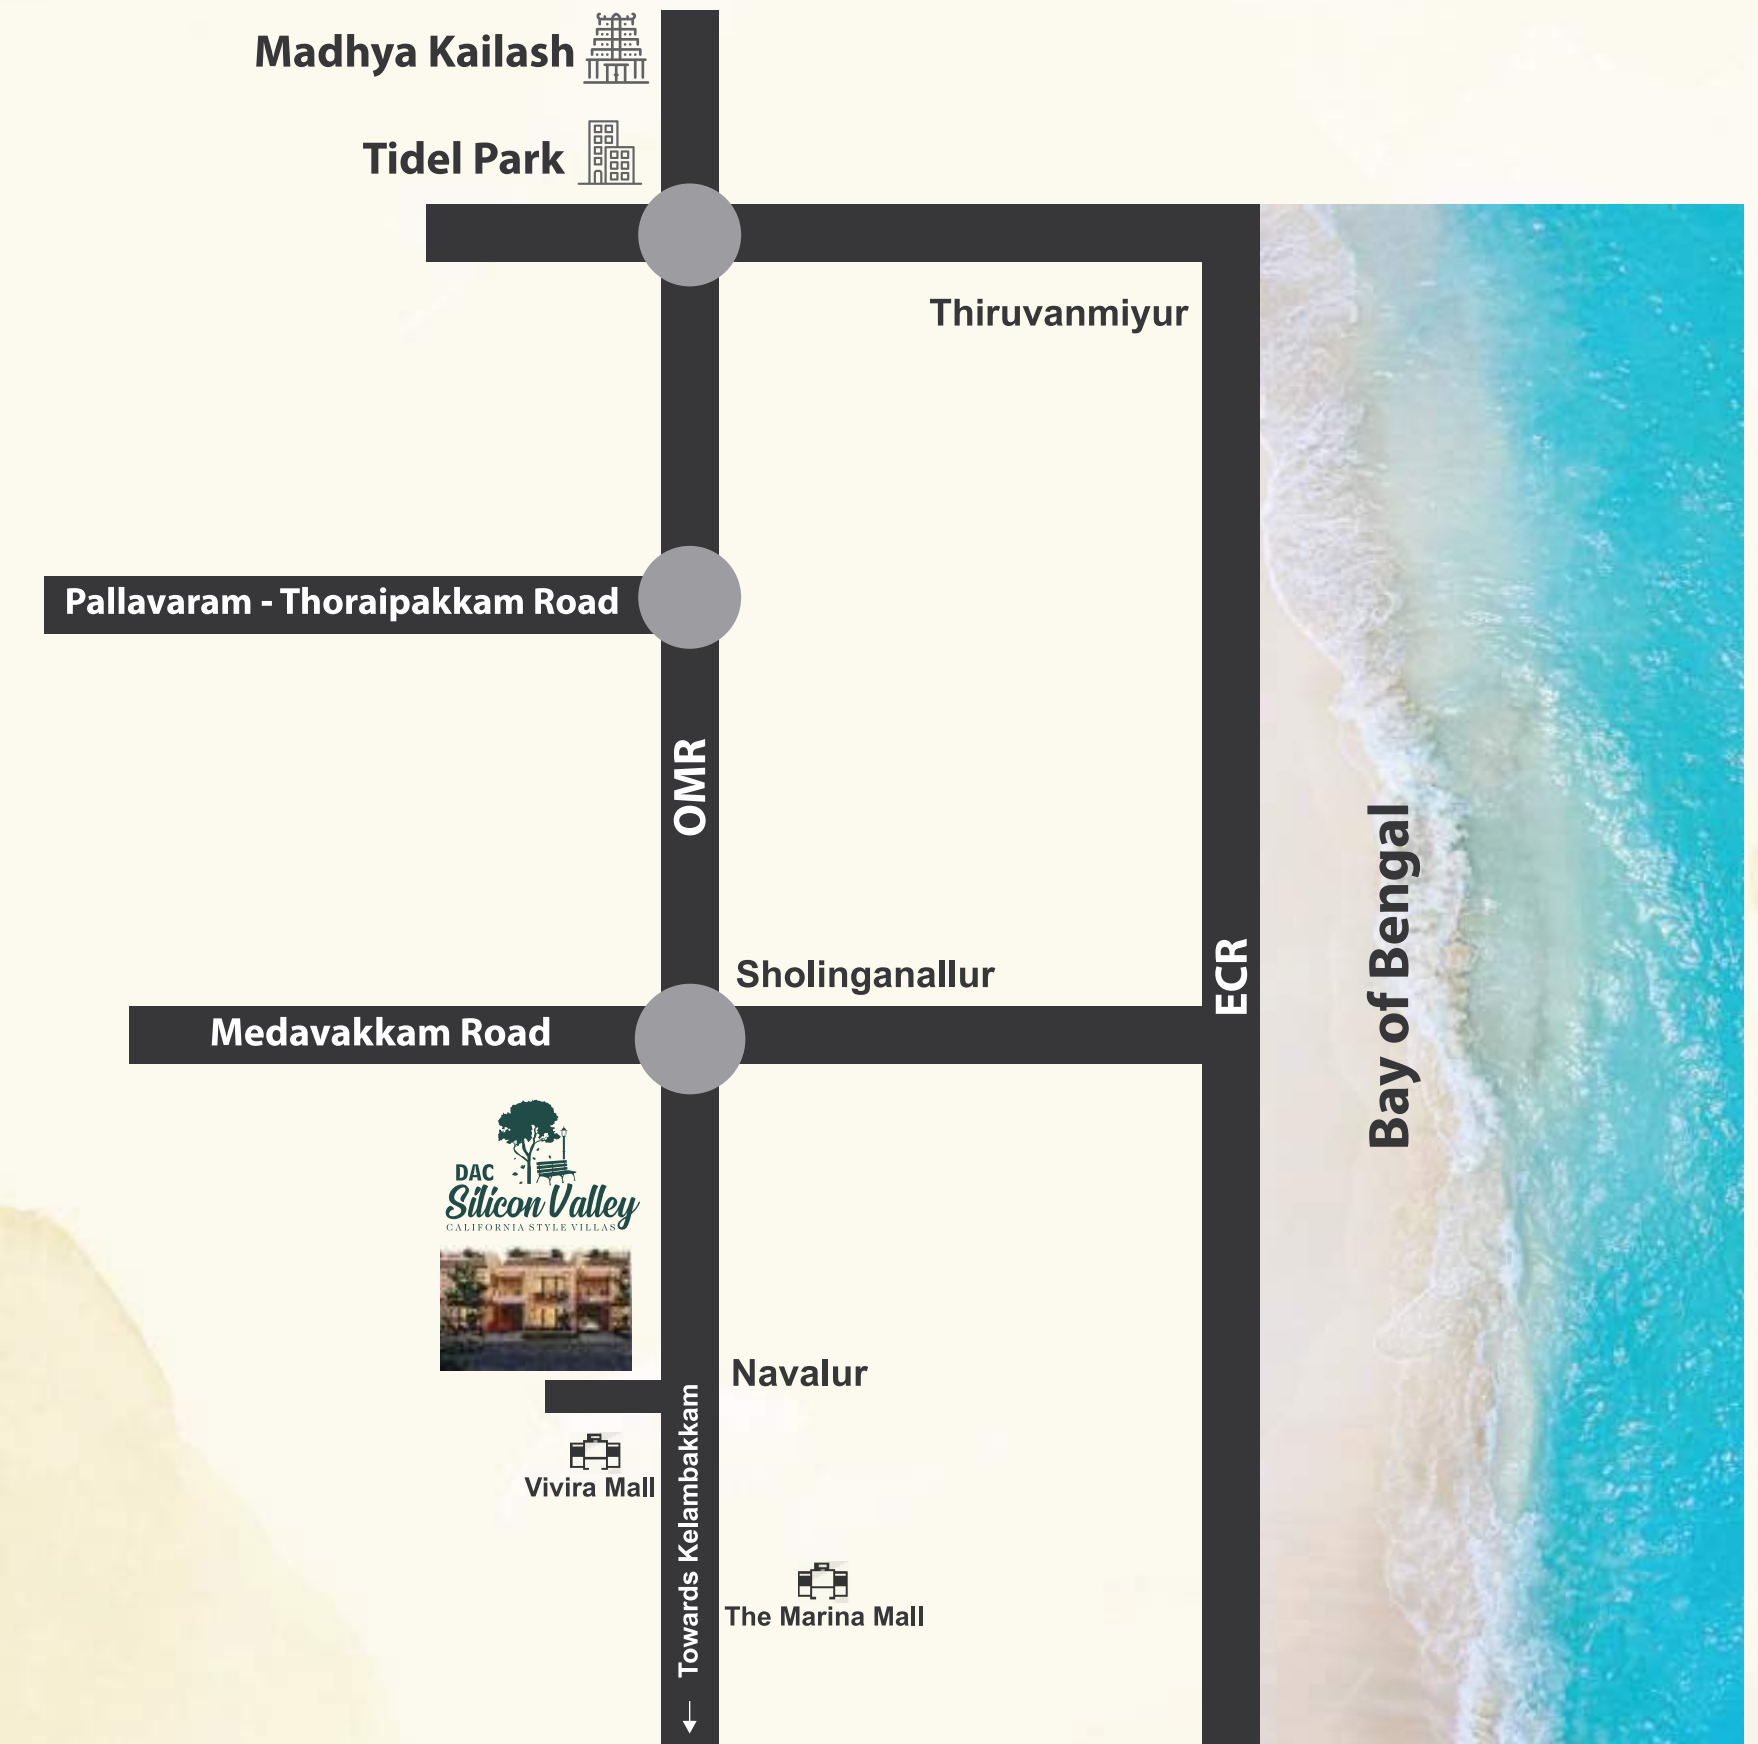 Madhya Kailash
Tidel Park
Thiruvanmiyur
Pallavaram - Thoraipakkam Road
OMR
Bay of Bengal
ECR
Sholinganallur
Medavakkam Road
DAC
Silicon Valley
CALIFORNIA STYLE VILLAS
Navalur
Towards Kelambakkam
Vivira Mall
The Marina Mall